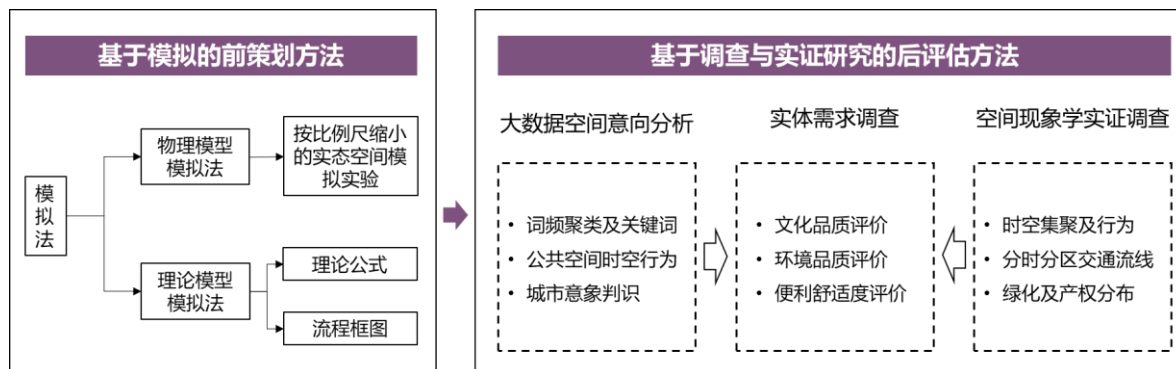 基于模拟的前策划方法
模拟法
物理模型
模拟法
按比例尺缩小
的实态空间模
拟实验
理论模型
模拟法
理论公式
流程框图
基于调查与实证研究的后评估方法
大数据空间意向分析
• 词频聚类及关键词
• 公共空间时空行为
• 城市意象判识
实体需求调查
• 文化品质评价
• 环境品质评价
• 便利舒适度评价
空间现象学实证调查
• 时空集聚及行为
• 分时分区交通流线
• 绿化及产权分布